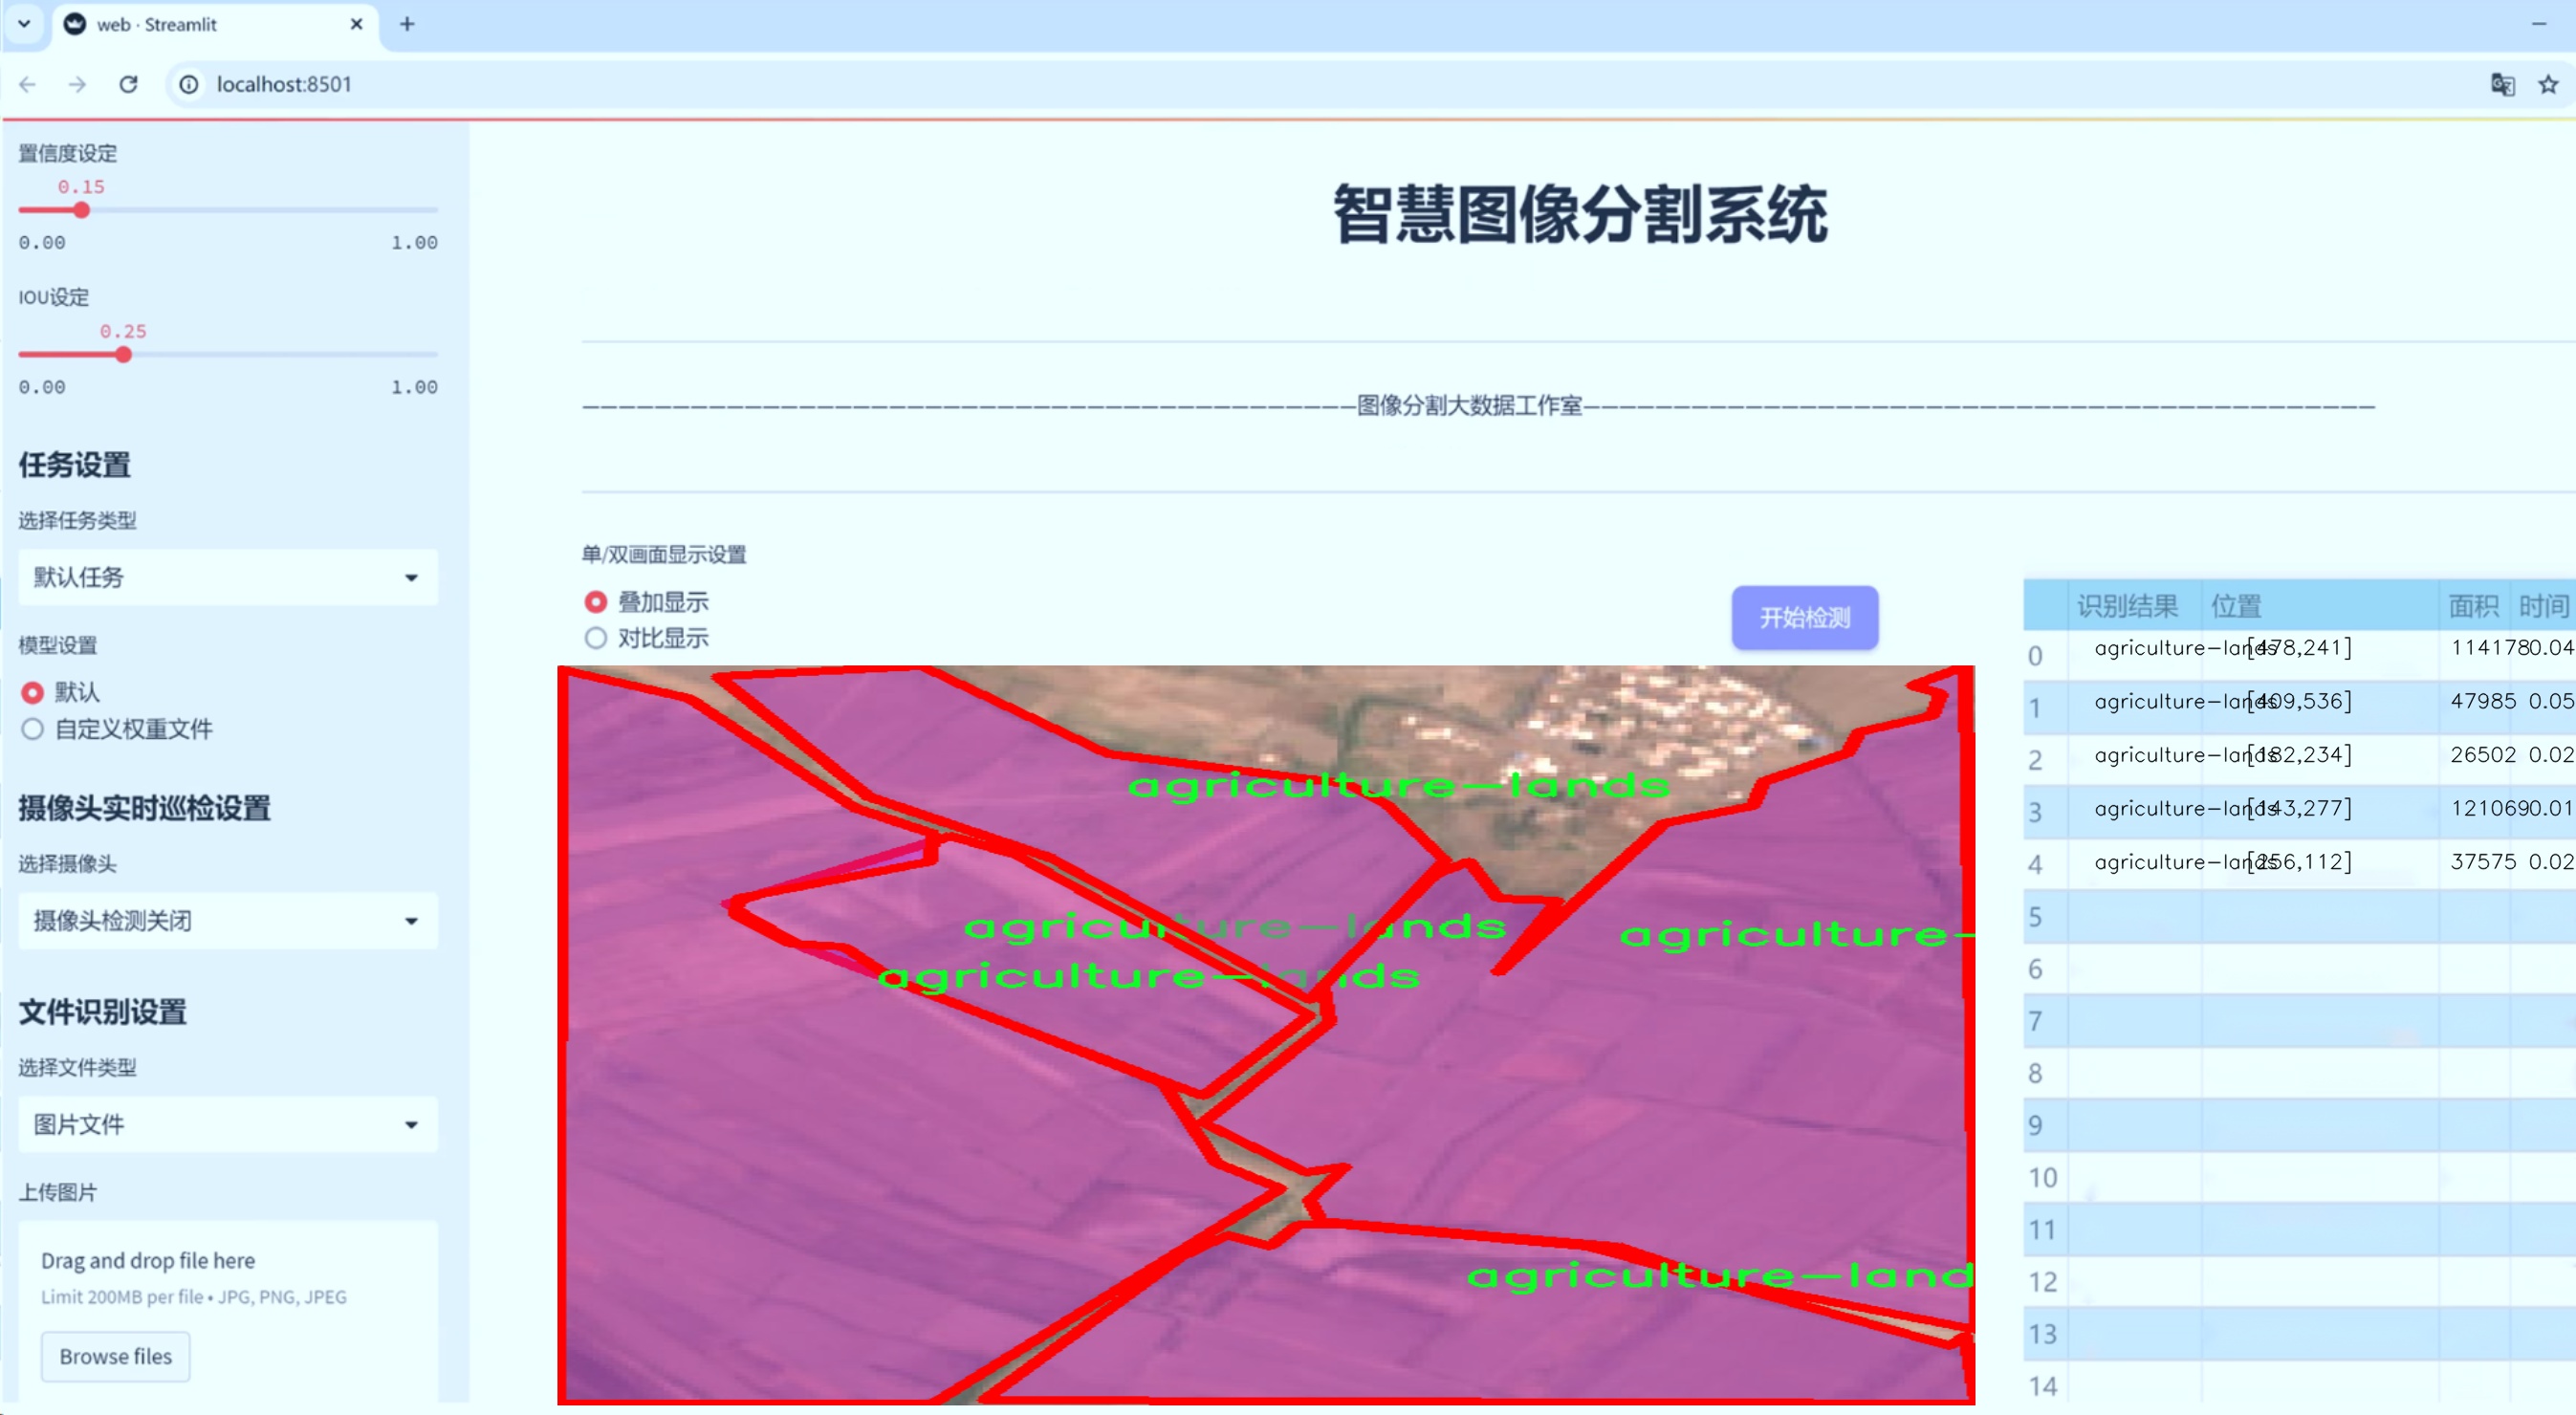 web · Streamlit
localhost:8501
置信度设定
0.15
0.00 1.00
IOU设定
0.25
0.00 1.00
任务设置
选择任务类型
默认任务
模型设置
默认
自定义权重文件
摄像头实时巡检设置
选择摄像头
摄像头检测关闭
文件识别设置
选择文件类型
图片文件
上传图片
Drag and drop file here
Limit 200MB per file • JPG, PNG, JPEG
Browse files
智慧图像分割系统
图像分割大数据工作室
单/双画面显示设置
叠加显示
对比显示
开始检测
agriculture-lands
agriculture-lands
agriculture-
agriculture-lands
agriculture-land
识别结果 位置 面积 时间
0 agriculture-lands [478,241] 114178 0.04
1 agriculture-lands [409,536] 47985 0.05
2 agriculture-lands [182,234] 26502 0.02
3 agriculture-lands [143,277] 121069 0.01
4 agriculture-lands [256,112] 37575 0.02
5
6
7
8
9
10
11
12
13
14